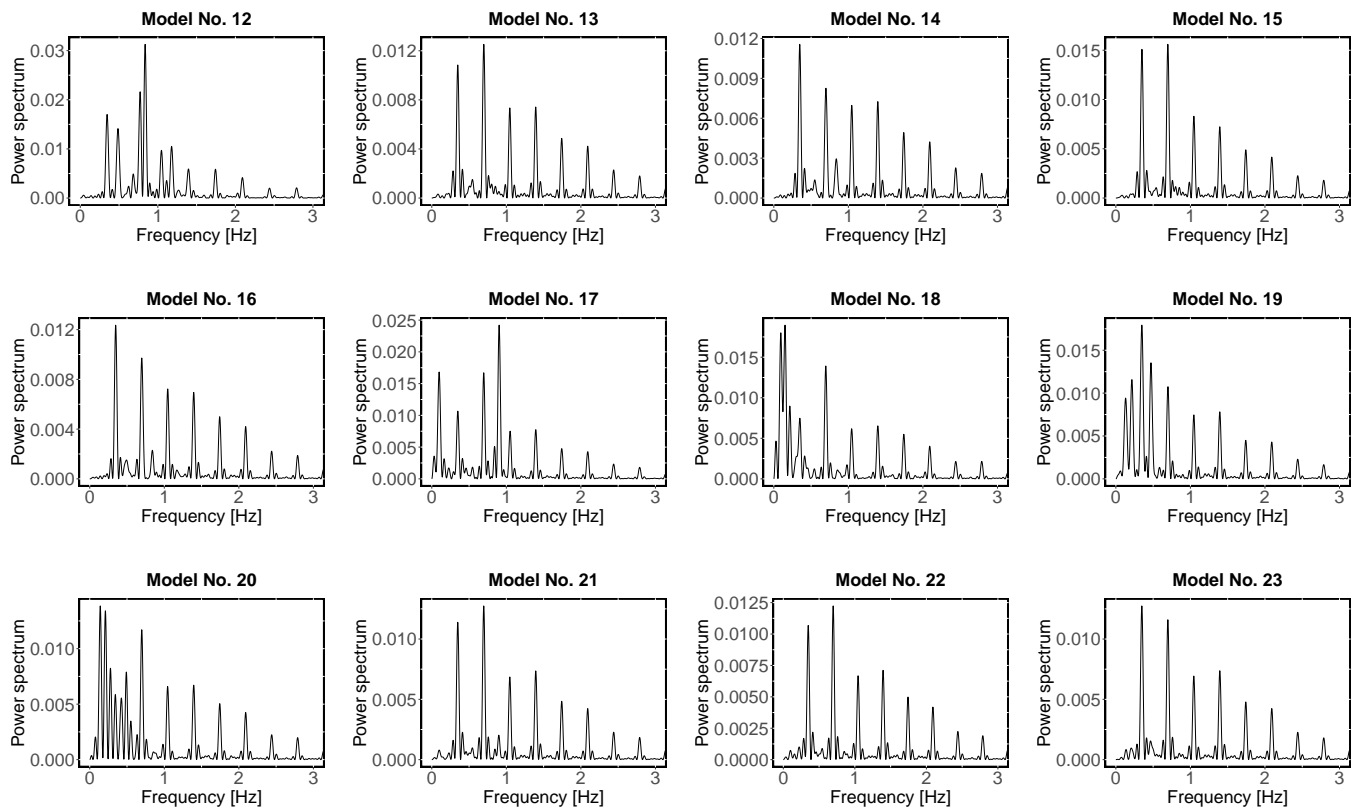 Model No. 12
Power spectrum
0.03
0.02
0.01
0.00
0 1 2 3
Frequency [Hz]
Model No. 13
Power spectrum
0.012
0.008
0.004
0.000
0 1 2 3
Frequency [Hz]
Model No. 14
Power spectrum
0.012
0.009
0.006
0.003
0.000
0 1 2 3
Frequency [Hz]
Model No. 15
Power spectrum
0.015
0.010
0.005
0.000
0 1 2 3
Frequency [Hz]
Model No. 16
Power spectrum
0.012
0.008
0.004
0.000
0 1 2 3
Frequency [Hz]
Model No. 17
Power spectrum
0.025
0.020
0.015
0.010
0.005
0.000
0 1 2 3
Frequency [Hz]
Model No. 18
Power spectrum
0.015
0.010
0.005
0.000
0 1 2 3
Frequency [Hz]
Model No. 19
Power spectrum
0.015
0.010
0.005
0.000
0 1 2 3
Frequency [Hz]
Model No. 20
Power spectrum
0.010
0.005
0.000
0 1 2 3
Frequency [Hz]
Model No. 21
Power spectrum
0.010
0.005
0.000
0 1 2 3
Frequency [Hz]
Model No. 22
Power spectrum
0.0125
0.0100
0.0075
0.0050
0.0025
0.0000
0 1 2 3
Frequency [Hz]
Model No. 23
Power spectrum
0.010
0.005
0.000
0 1 2 3
Frequency [Hz]